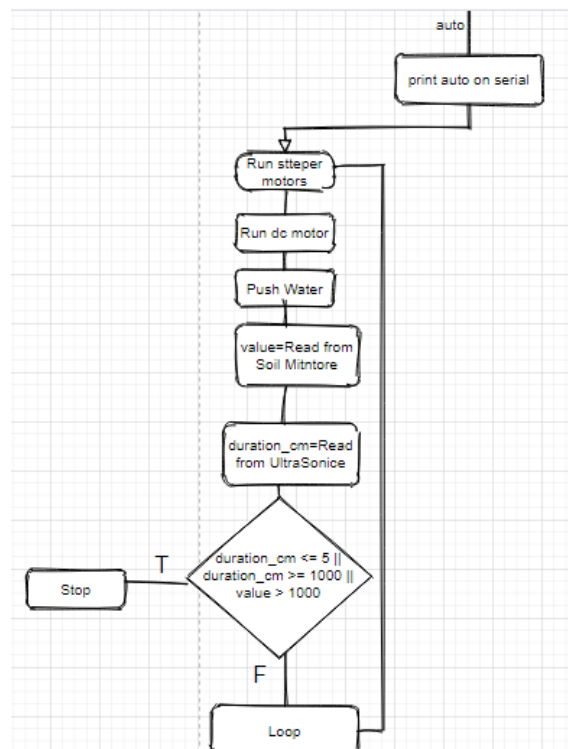 auto
print auto on serial
Run stteper
motors
Run dc motor
Push Water
value=Read from
Soil Mitntore
duration_cm=Read
from UltraSonice
duration_cm <= 5 ||
duration_cm >= 1000 ||
value > 1000
T
Stop
F
Loop